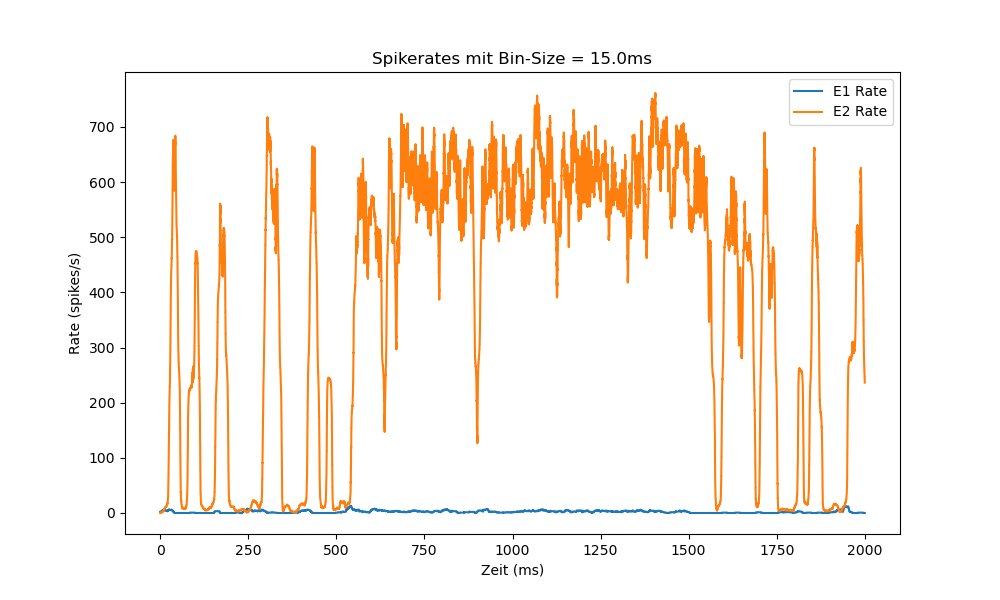 Spikerates mit Bin-Size = 15.0ms
E1 Rate
E2 Rate
Rate (spikes/s)
700
600
500
400
300
200
100
0
0 250 500 750 1000 1250 1500 1750 2000
Zeit (ms)